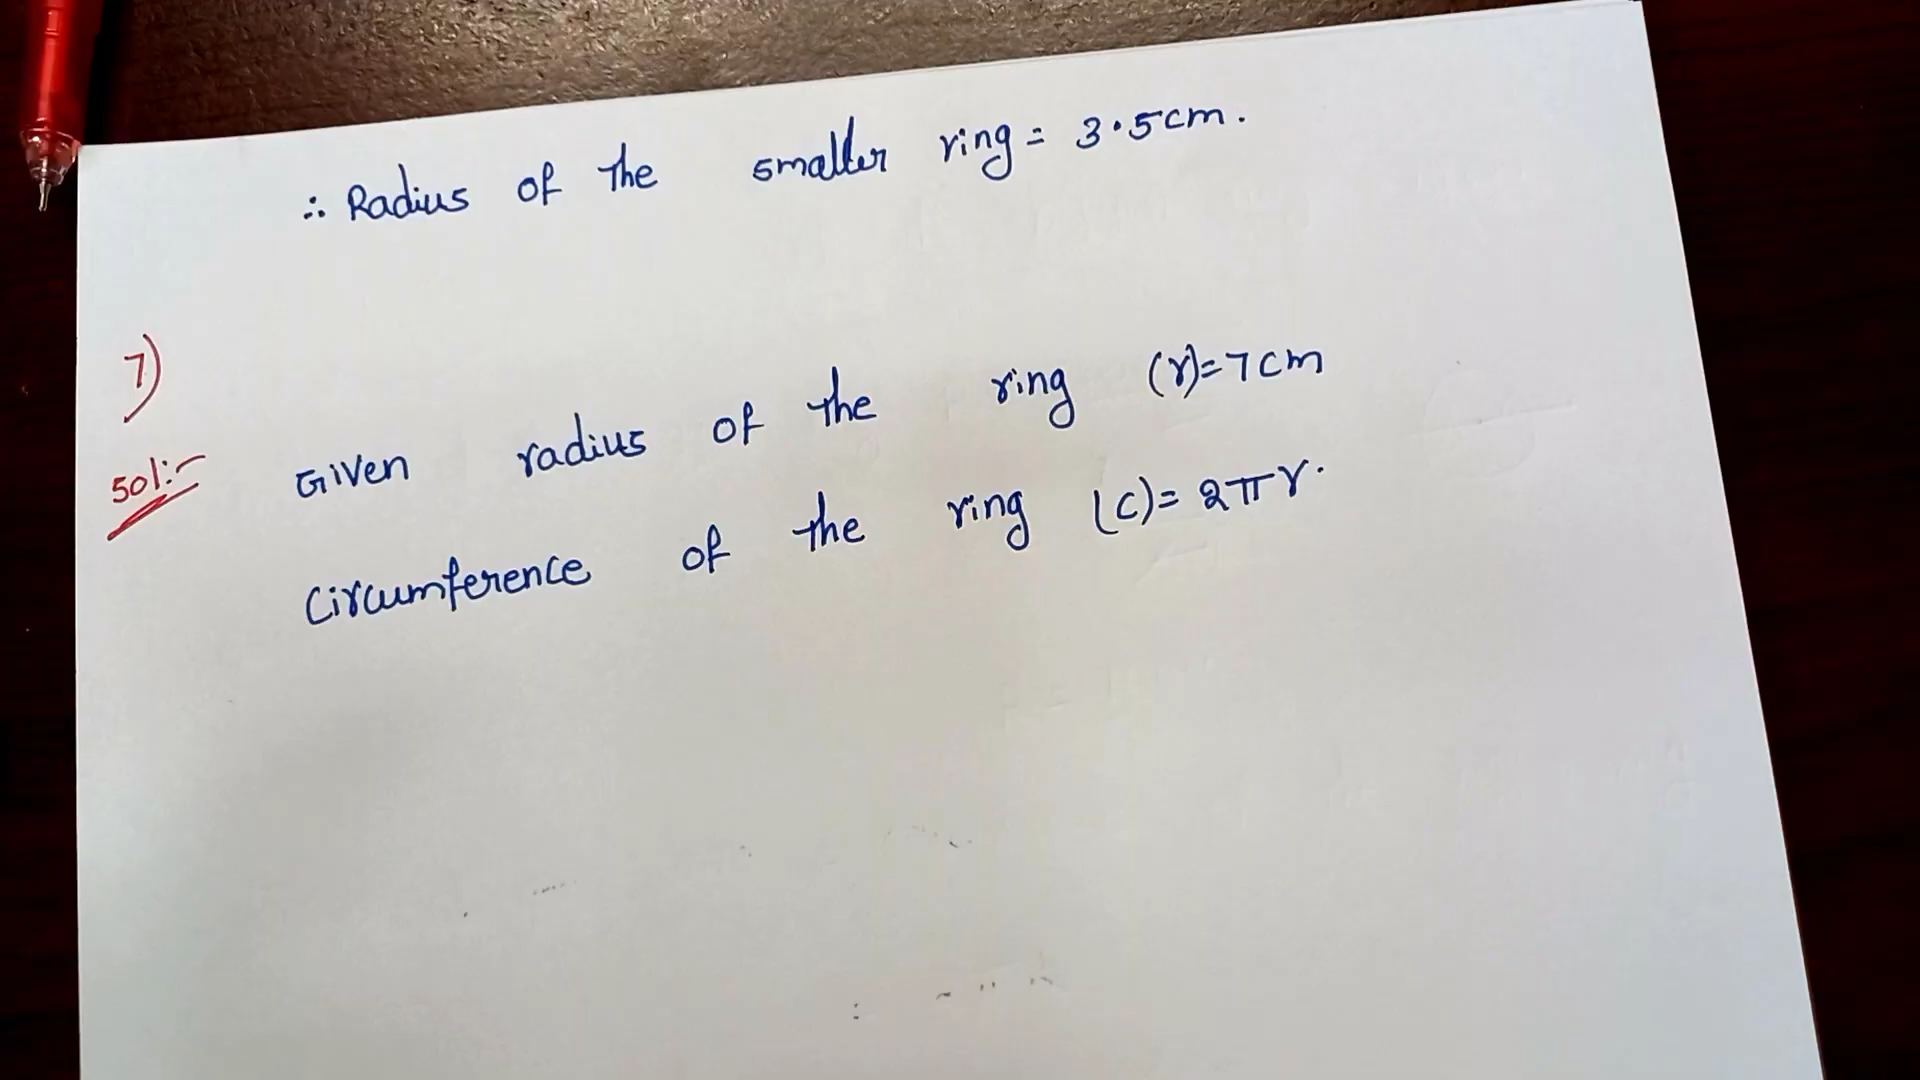 ∴ Radius of the smaller ring = 3.5cm.
7)
Sol:- Given radius of the ring (r)=7cm
Circumference of the ring (C)= 2πr.